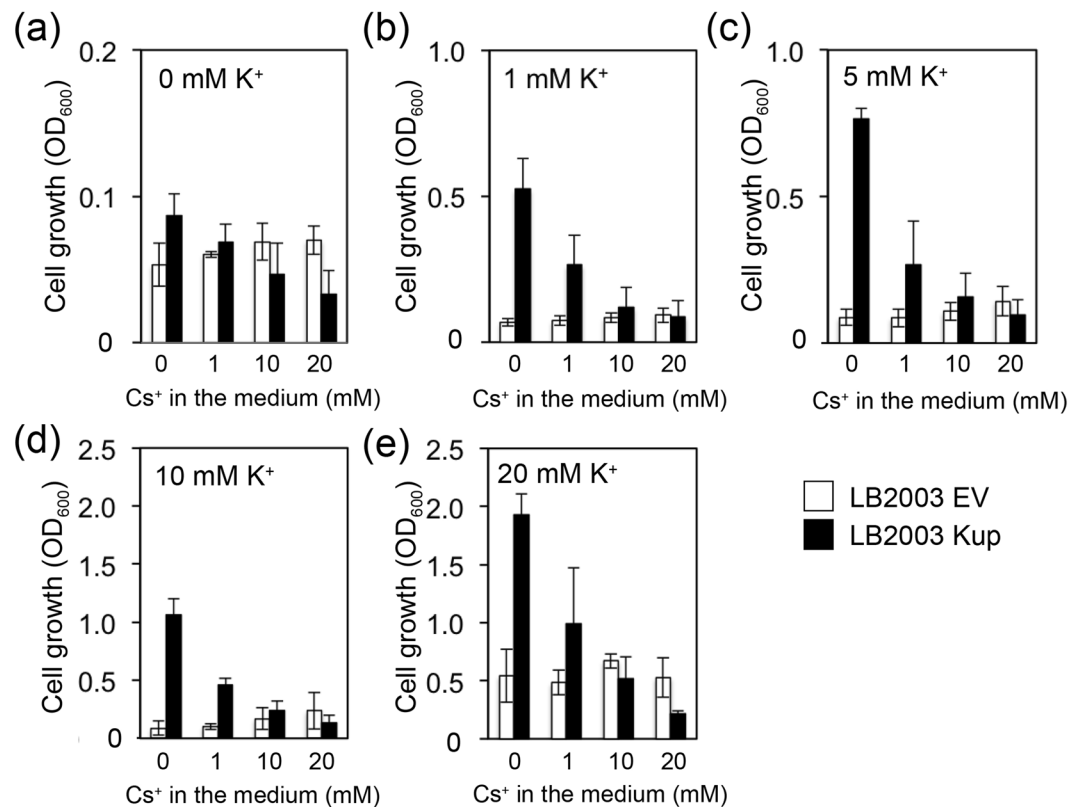 (a)
0.2
0.1
0
Cell growth (OD₆₀₀)
0 mM K⁺
0 1 10 20
Cs⁺ in the medium (mM)
(b)
1.0
0.5
0
Cell growth (OD₆₀₀)
1 mM K⁺
0 1 10 20
Cs⁺ in the medium (mM)
(c)
1.0
0.5
0
Cell growth (OD₆₀₀)
5 mM K⁺
0 1 10 20
Cs⁺ in the medium (mM)
(d)
2.5
2.0
1.5
1.0
0.5
0
Cell growth (OD₆₀₀)
10 mM K⁺
0 1 10 20
Cs⁺ in the medium (mM)
(e)
2.5
2.0
1.5
1.0
0.5
0
Cell growth (OD₆₀₀)
20 mM K⁺
0 1 10 20
Cs⁺ in the medium (mM)
LB2003 EV
LB2003 Kup